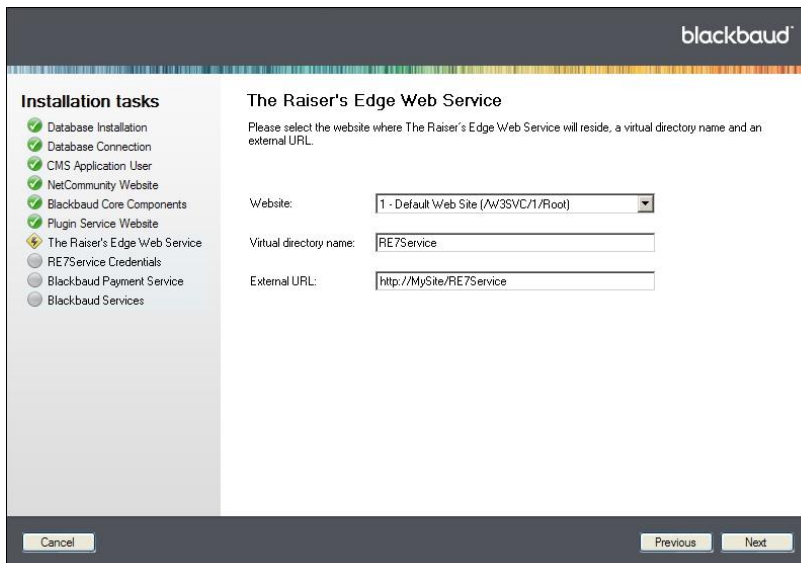 blackbaud
Installation tasks
Database Installation
Database Connection
CMS Application User
NetCommunity Website
Blackbaud Core Components
Plugin Service Website
The Raiser's Edge Web Service
RE7Service Credentials
Blackbaud Payment Service
Blackbaud Services
The Raiser's Edge Web Service
Please select the website where The Raiser's Edge Web Service will reside, a virtual directory name and an
external URL.
Website: 1 - Default Web Site (/W3SVC/1/Root)
Virtual directory name: RE7Service
External URL: http://MySite/RE7Service
Cancel Previous Next